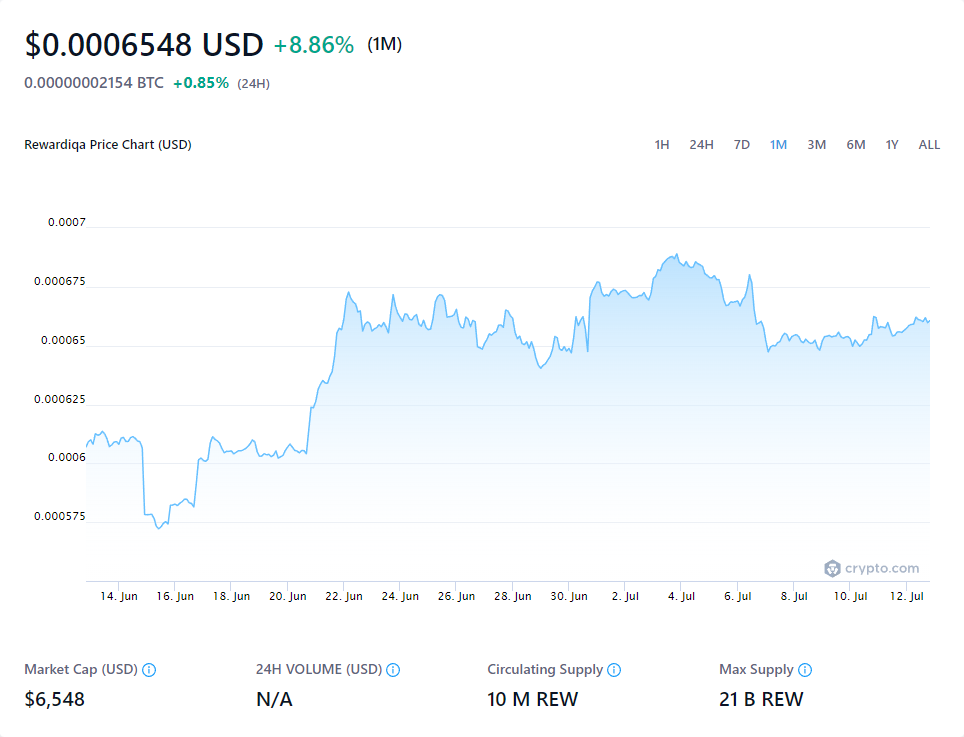 $0.0006548 USD +8.86% (1M)
0.00000002154 BTC +0.85% (24H)
Rewardiqa Price Chart (USD) 1H 24H 7D 1M 3M 6M 1Y ALL
0.0007
0.000675
0.00065
0.000625
0.0006
0.000575
crypto.com
14. Jun 16. Jun 18. Jun 20. Jun 22. Jun 24. Jun 26. Jun 28. Jun 30. Jun 2. Jul 4. Jul 6. Jul 8. Jul 10. Jul 12. Jul
Market Cap (USD) 24H VOLUME (USD) Circulating Supply Max Supply
$6,548 N/A 10 M REW 21 B REW